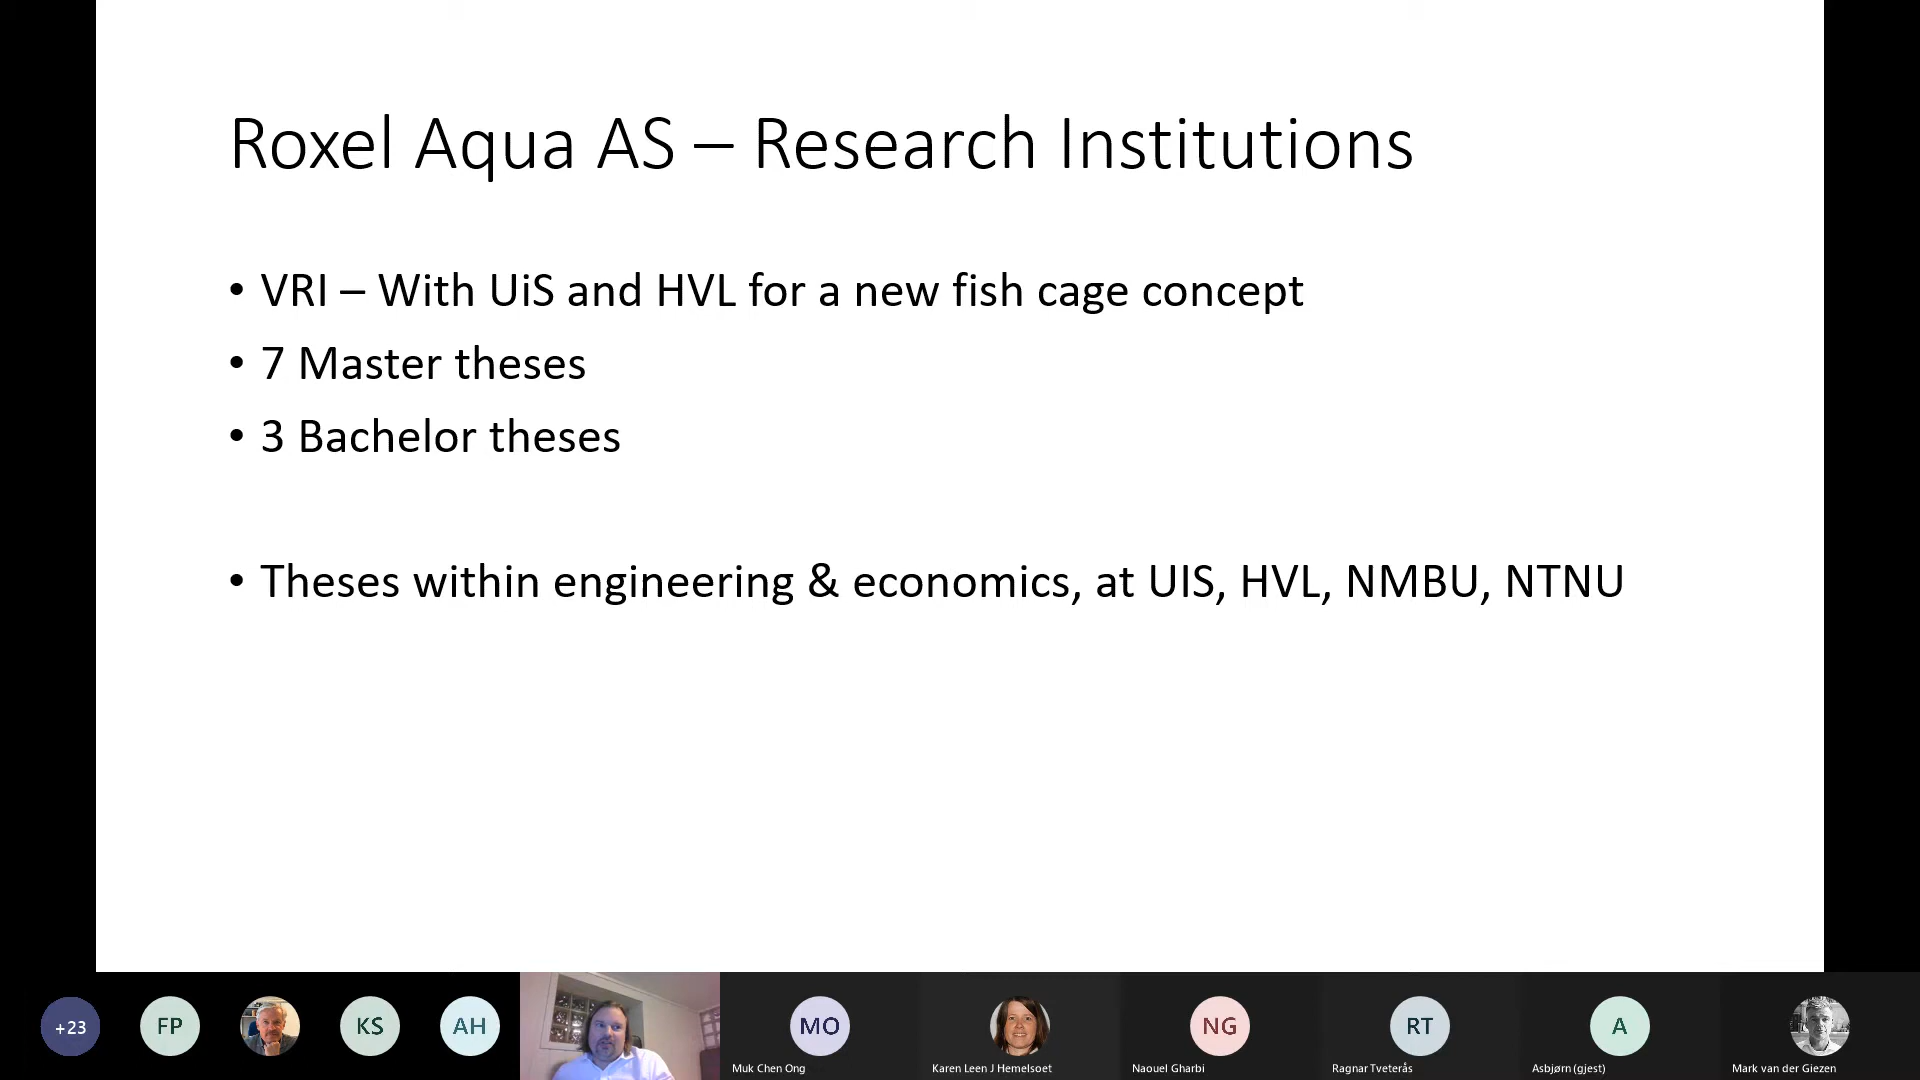 Roxel Aqua AS – Research Institutions
• VRI – With UiS and HVL for a new fish cage concept
• 7 Master theses
• 3 Bachelor theses
• Theses within engineering & economics, at UIS, HVL, NMBU, NTNU
+23
FP
KS
AH
MO
NG
RT
A
Muk Chen Ong
Karen Leen J Hemelsoet
Naouel Gharbi
Ragnar Tveterås
Asbjørn (gjest)
Mark van der Giezen